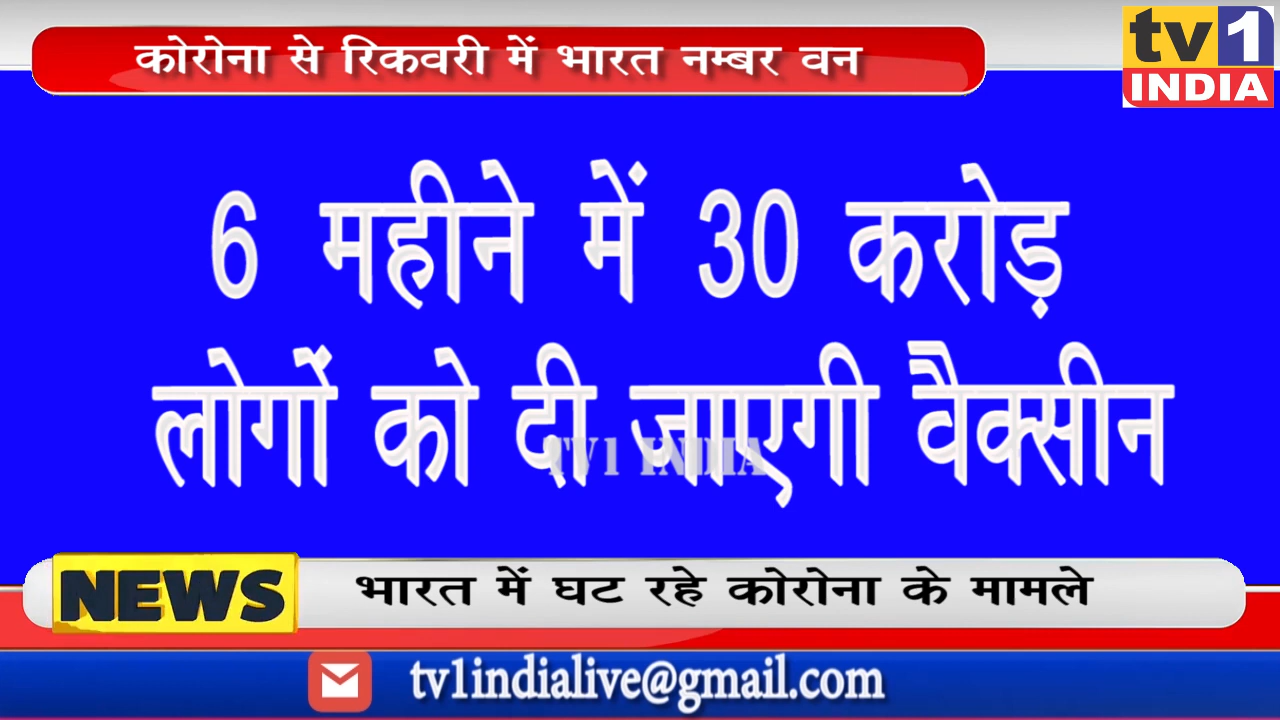 कोरोना से रिकवरी में भारत नम्बर वन
tv1
INDIA
6 महीने में 30 करोड़
लोगों को दी जाएगी वैक्सीन
TV1 INDIA
NEWS
भारत में घट रहे कोरोना के मामले
tv1indialive@gmail.com